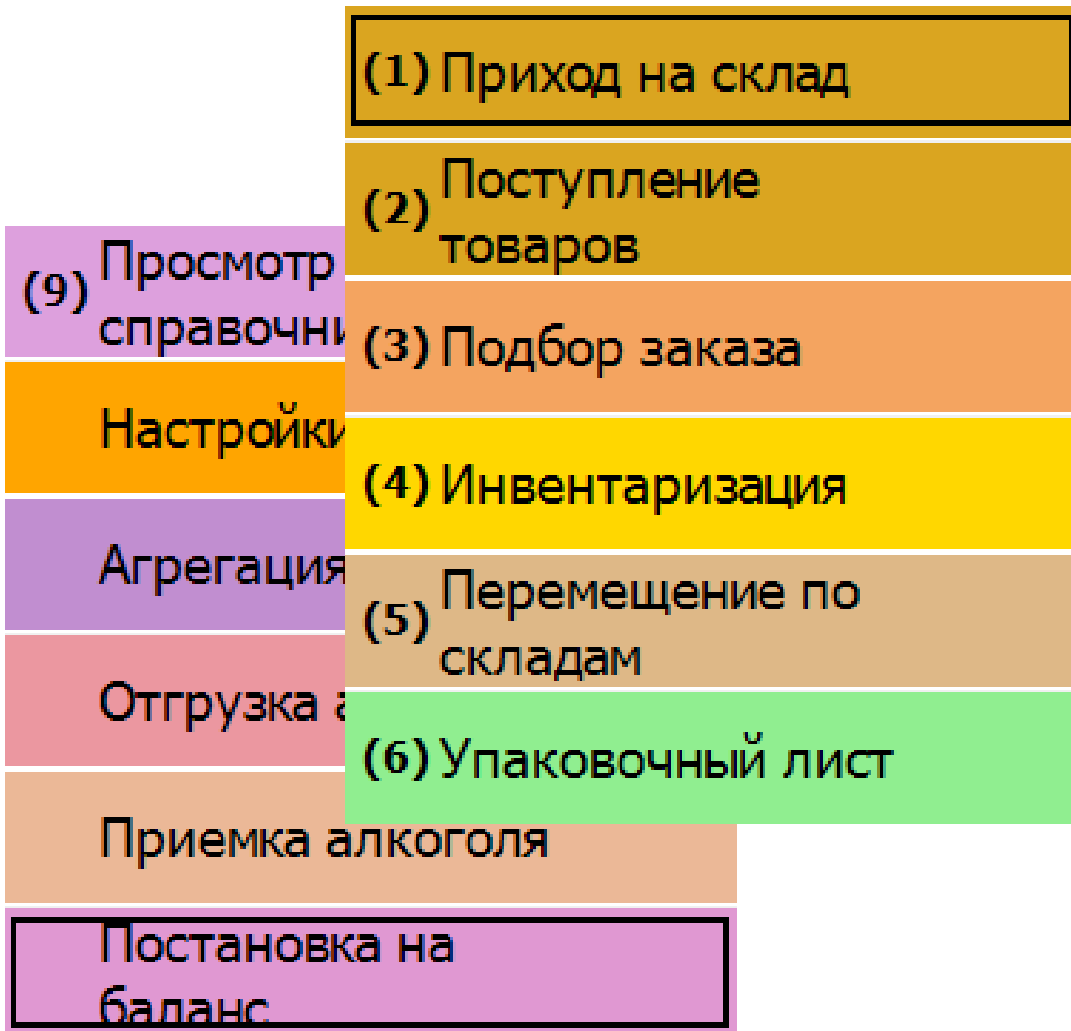 (1) Приход на склад
(2) Поступление
товаров
(3) Подбор заказа
(4) Инвентаризация
(5) Перемещение по
складам
(6) Упаковочный лист
(9) Просмотр
Настройки
Агрегация
Отгрузка
Приемка алкоголя
Постановка на
баланс